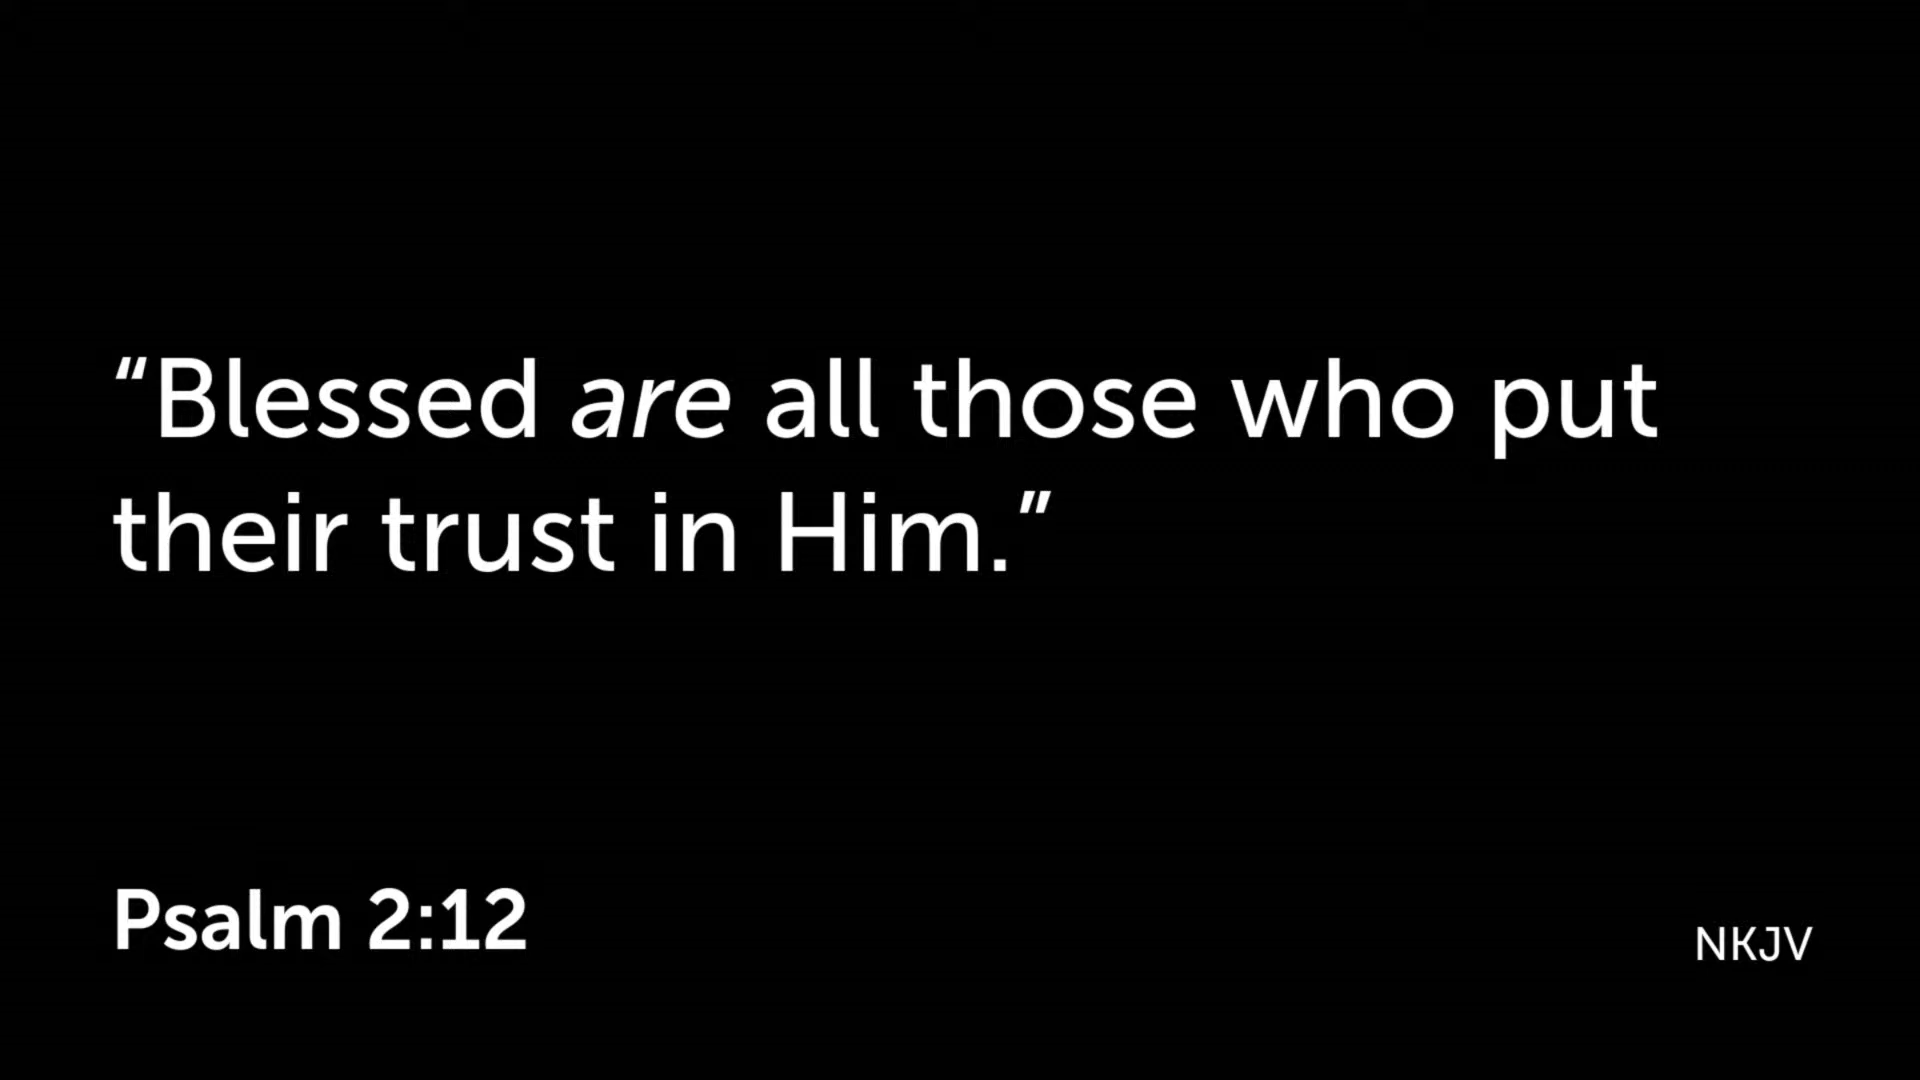 “Blessed are all those who put
their trust in Him.”
Psalm 2:12
NKJV